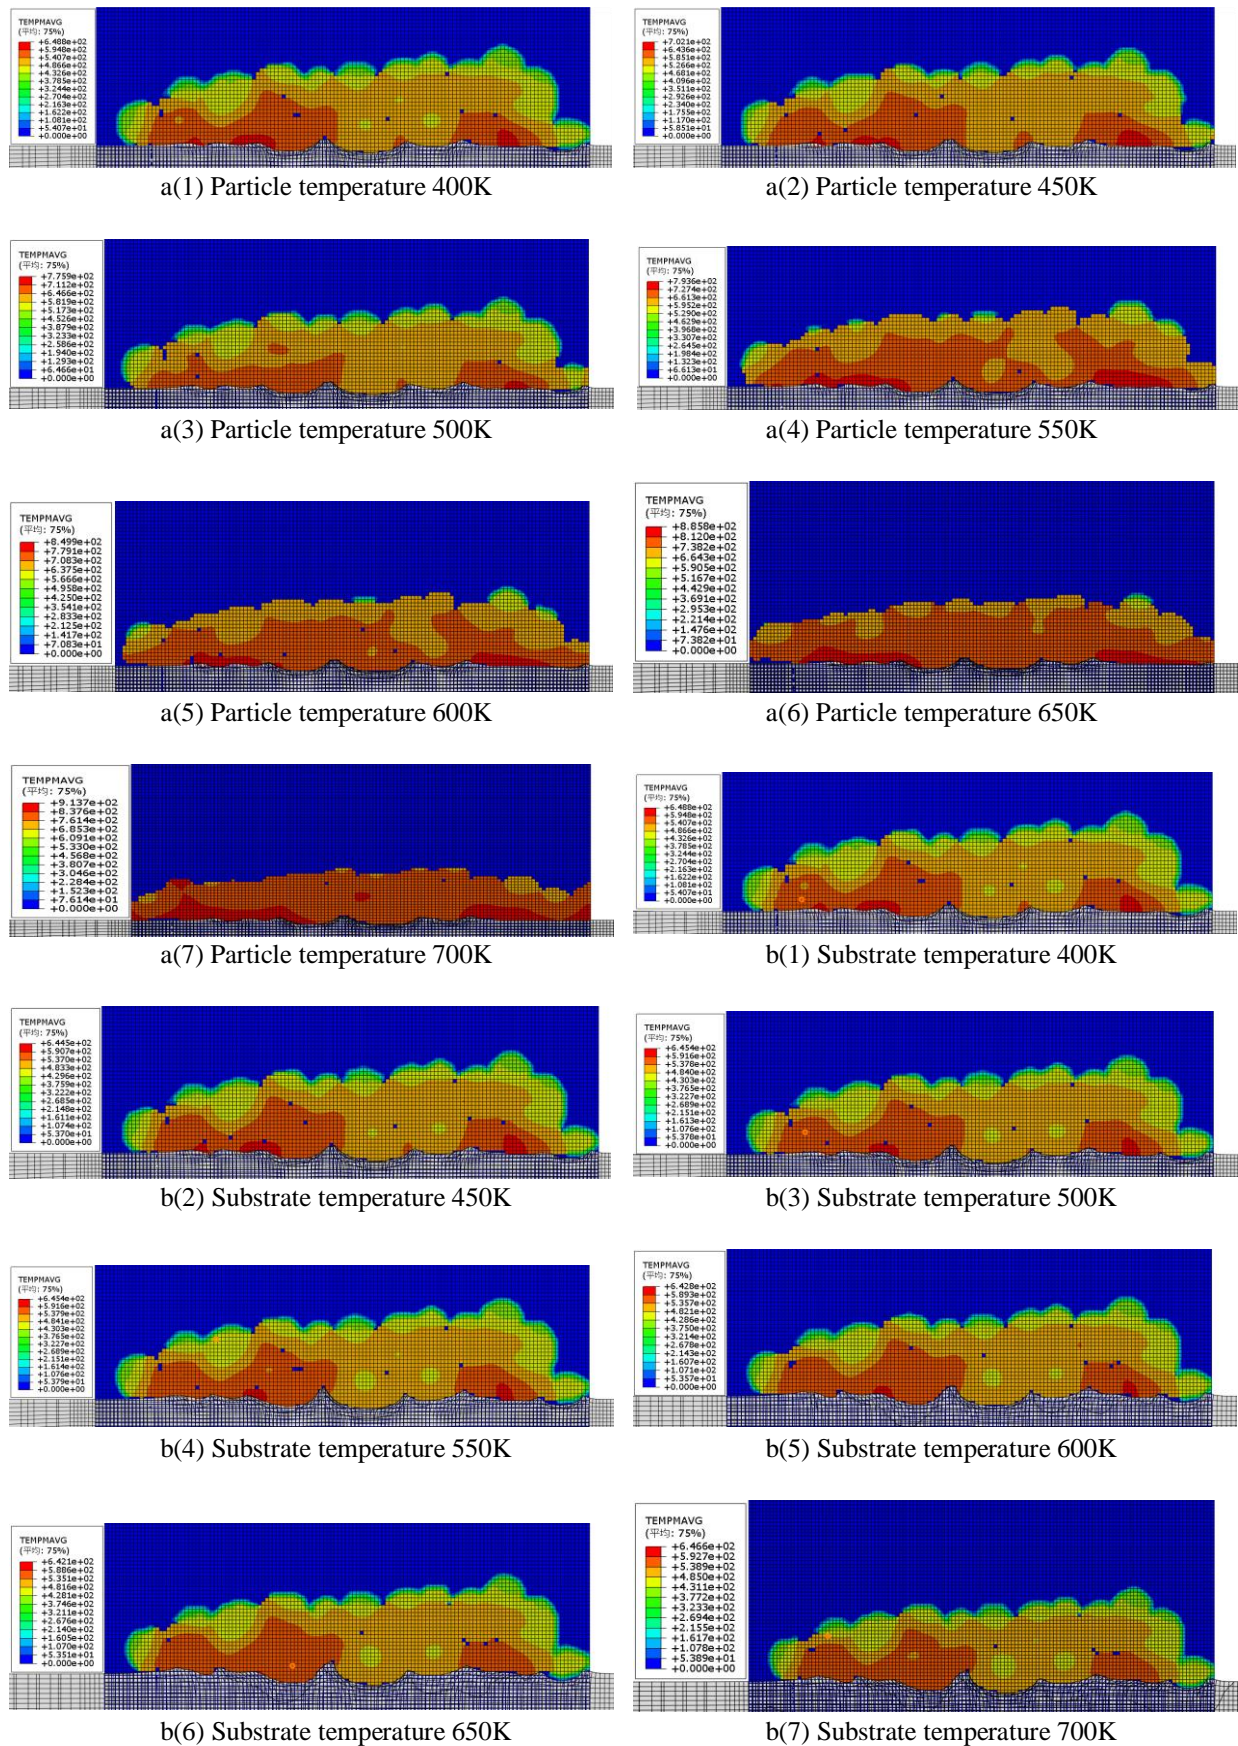 TEMPMAVG
(平均: 75%)
+6.488e+02
+5.948e+02
+5.407e+02
+4.866e+02
+4.326e+02
+3.785e+02
+3.244e+02
+2.704e+02
+2.163e+02
+1.622e+02
+1.081e+02
+5.407e+01
+0.000e+00
a(1) Particle temperature 400K
TEMPMAVG
(平均: 75%)
+7.021e+02
+6.436e+02
+5.851e+02
+5.266e+02
+4.681e+02
+4.096e+02
+3.511e+02
+2.926e+02
+2.340e+02
+1.755e+02
+1.170e+02
+5.851e+01
+0.000e+00
a(2) Particle temperature 450K
TEMPMAVG
(平均: 75%)
+7.759e+02
+7.112e+02
+6.466e+02
+5.819e+02
+5.173e+02
+4.526e+02
+3.879e+02
+3.233e+02
+2.586e+02
+1.940e+02
+1.293e+02
+6.466e+01
+0.000e+00
a(3) Particle temperature 500K
TEMPMAVG
(平均: 75%)
+7.936e+02
+7.274e+02
+6.613e+02
+5.952e+02
+5.290e+02
+4.629e+02
+3.968e+02
+3.307e+02
+2.645e+02
+1.984e+02
+1.323e+02
+6.613e+01
+0.000e+00
a(4) Particle temperature 550K
TEMPMAVG
(平均: 75%)
+8.499e+02
+7.791e+02
+7.083e+02
+6.375e+02
+5.666e+02
+4.958e+02
+4.250e+02
+3.541e+02
+2.833e+02
+2.125e+02
+1.417e+02
+7.083e+01
+0.000e+00
a(5) Particle temperature 600K
TEMPMAVG
(平均: 75%)
+8.858e+02
+8.120e+02
+7.382e+02
+6.643e+02
+5.905e+02
+5.167e+02
+4.429e+02
+3.691e+02
+2.953e+02
+2.214e+02
+1.476e+02
+7.382e+01
+0.000e+00
a(6) Particle temperature 650K
TEMPMAVG
(平均: 75%)
+9.137e+02
+8.376e+02
+7.614e+02
+6.853e+02
+6.091e+02
+5.330e+02
+4.568e+02
+3.807e+02
+3.046e+02
+2.284e+02
+1.523e+02
+7.614e+01
+0.000e+00
a(7) Particle temperature 700K
TEMPMAVG
(平均: 75%)
+6.488e+02
+5.948e+02
+5.407e+02
+4.866e+02
+4.326e+02
+3.785e+02
+3.244e+02
+2.704e+02
+2.163e+02
+1.622e+02
+1.081e+02
+5.407e+01
+0.000e+00
b(1) Substrate temperature 400K
TEMPMAVG
(平均: 75%)
+6.445e+02
+5.907e+02
+5.370e+02
+4.833e+02
+4.296e+02
+3.759e+02
+3.222e+02
+2.685e+02
+2.148e+02
+1.611e+02
+1.074e+02
+5.370e+01
+0.000e+00
b(2) Substrate temperature 450K
TEMPMAVG
(平均: 75%)
+6.454e+02
+5.916e+02
+5.378e+02
+4.840e+02
+4.303e+02
+3.765e+02
+3.227e+02
+2.689e+02
+2.151e+02
+1.613e+02
+1.076e+02
+5.378e+01
+0.000e+00
b(3) Substrate temperature 500K
TEMPMAVG
(平均: 75%)
+6.454e+02
+5.916e+02
+5.379e+02
+4.841e+02
+4.303e+02
+3.765e+02
+3.227e+02
+2.689e+02
+2.151e+02
+1.614e+02
+1.076e+02
+5.379e+01
+0.000e+00
b(4) Substrate temperature 550K
TEMPMAVG
(平均: 75%)
+6.428e+02
+5.893e+02
+5.357e+02
+4.821e+02
+4.286e+02
+3.750e+02
+3.214e+02
+2.678e+02
+2.143e+02
+1.607e+02
+1.071e+02
+5.357e+01
+0.000e+00
b(5) Substrate temperature 600K
TEMPMAVG
(平均: 75%)
+6.421e+02
+5.886e+02
+5.351e+02
+4.816e+02
+4.281e+02
+3.746e+02
+3.211e+02
+2.676e+02
+2.140e+02
+1.605e+02
+1.070e+02
+5.351e+01
+0.000e+00
b(6) Substrate temperature 650K
TEMPMAVG
(平均: 75%)
+6.466e+02
+5.927e+02
+5.389e+02
+4.850e+02
+4.311e+02
+3.772e+02
+3.233e+02
+2.694e+02
+2.155e+02
+1.617e+02
+1.078e+02
+5.389e+01
+0.000e+00
b(7) Substrate temperature 700K